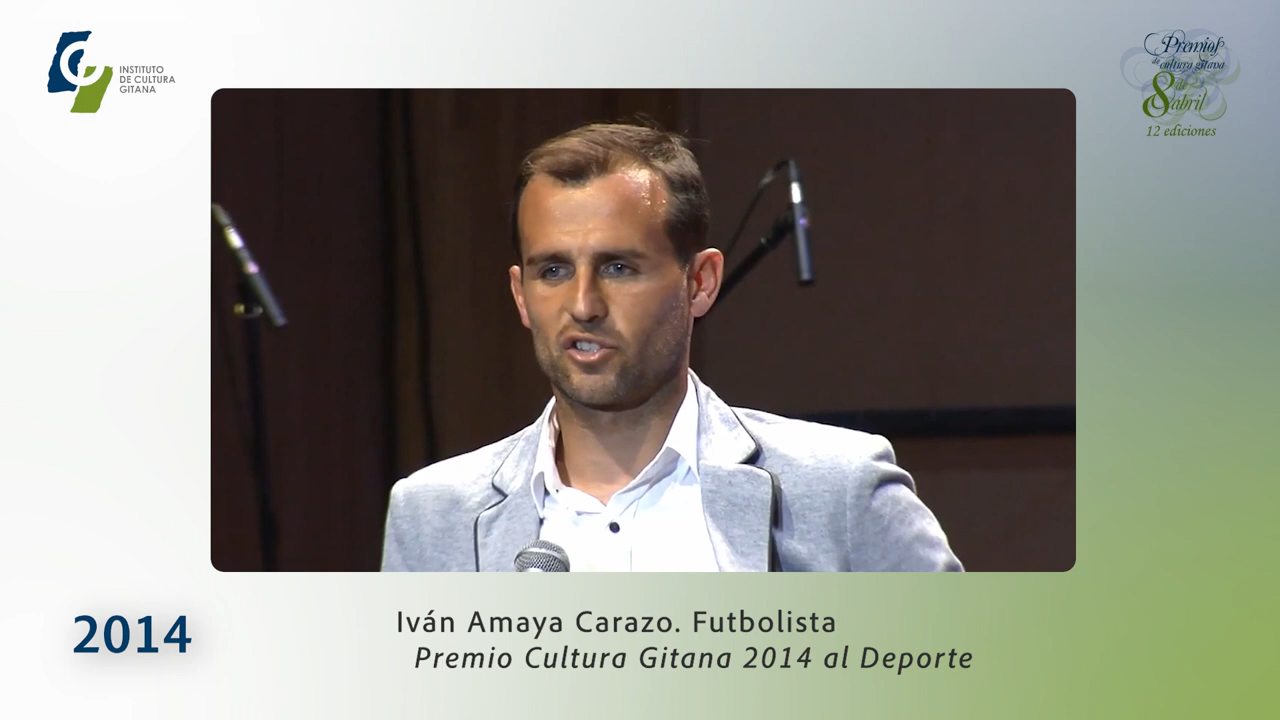 INSTITUTO
DE CULTURA
GITANA
Premios
de cultura gitana
8 de
abril
12 ediciones
2014
Iván Amaya Carazo. Futbolista
Premio Cultura Gitana 2014 al Deporte